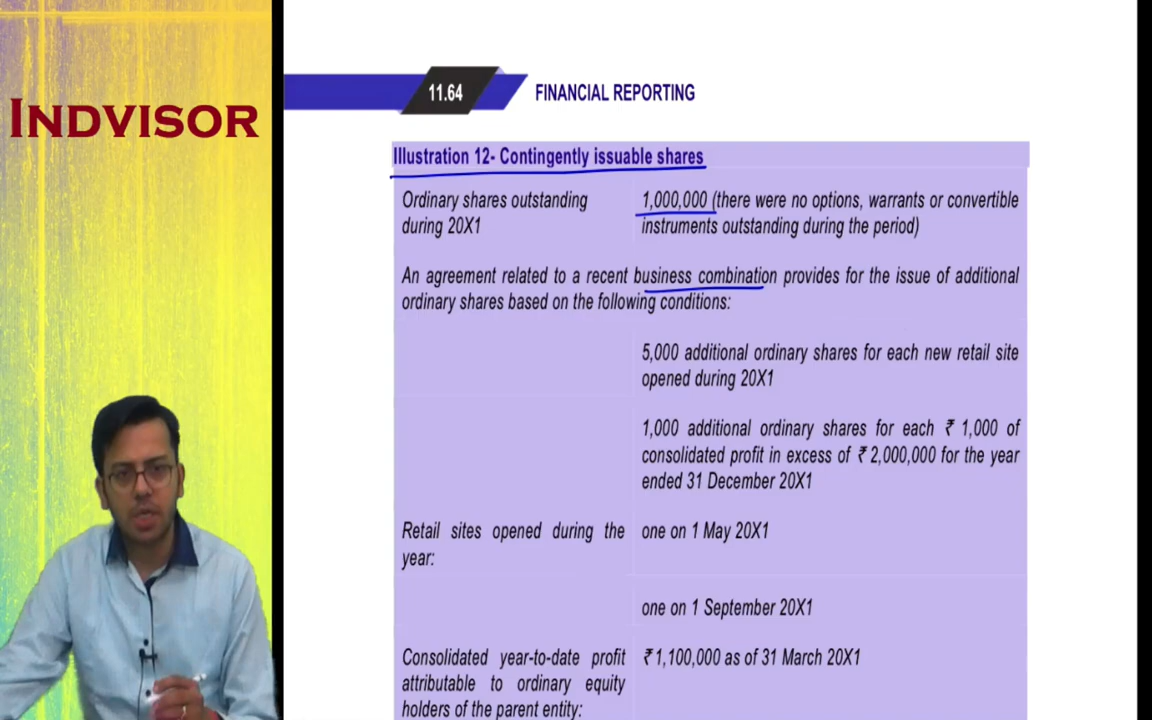 INDVISOR
11.64
FINANCIAL REPORTING
Illustration 12- Contingently issuable shares
Ordinary shares outstanding
during 20X1
1,000,000 (there were no options, warrants or convertible
instruments outstanding during the period)
An agreement related to a recent business combination provides for the issue of additional
ordinary shares based on the following conditions:
5,000 additional ordinary shares for each new retail site
opened during 20X1
1,000 additional ordinary shares for each ₹ 1,000 of
consolidated profit in excess of ₹ 2,000,000 for the year
ended 31 December 20X1
Retail sites opened during the
year:
one on 1 May 20X1
one on 1 September 20X1
Consolidated year-to-date profit
attributable to ordinary equity
holders of the parent entity:
₹ 1,100,000 as of 31 March 20X1